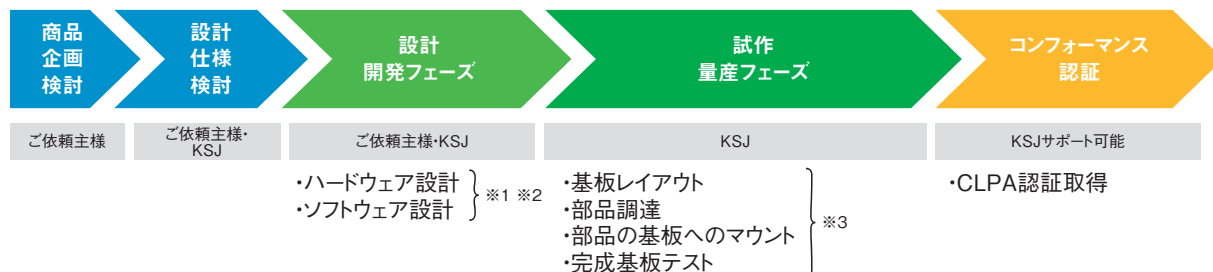 商品
企画
検討
設計
仕様
検討
設計
開発フェーズ
試作
量産フェーズ
コンフォーマンス
認証
ご依頼主様
ご依頼主様・
KSJ
ご依頼主様・KSJ
KSJ
KSJサポート可能
・ハードウェア設計
・ソフトウェア設計
※1 ※2
・基板レイアウト
・部品調達
・部品の基板へのマウント
・完成基板テスト
※3
・CLPA認証取得